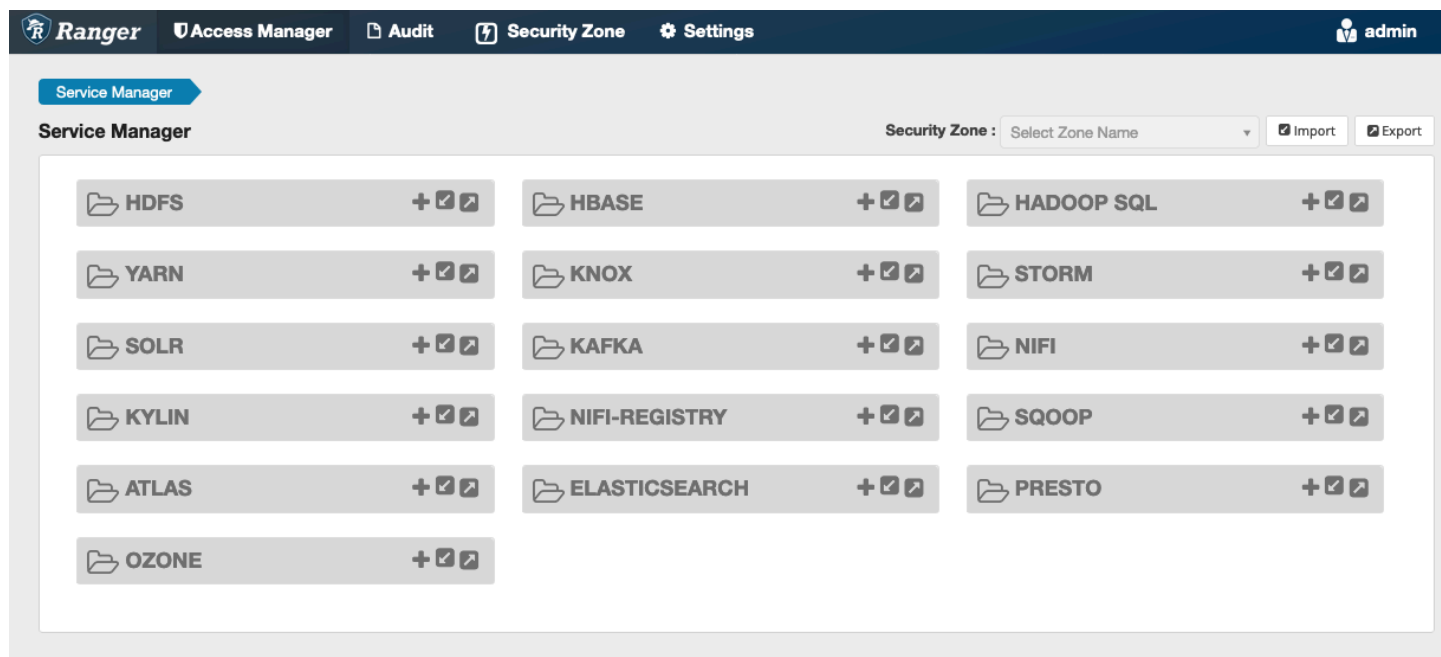 Ranger Access Manager Audit Security Zone Settings admin
Service Manager
Service Manager Security Zone : Select Zone Name Import Export
HDFS HBASE HADOOP SQL
YARN KNOX STORM
SOLR KAFKA NIFI
KYLIN NIFI-REGISTRY SQOOP
ATLAS ELASTICSEARCH PRESTO
OZONE